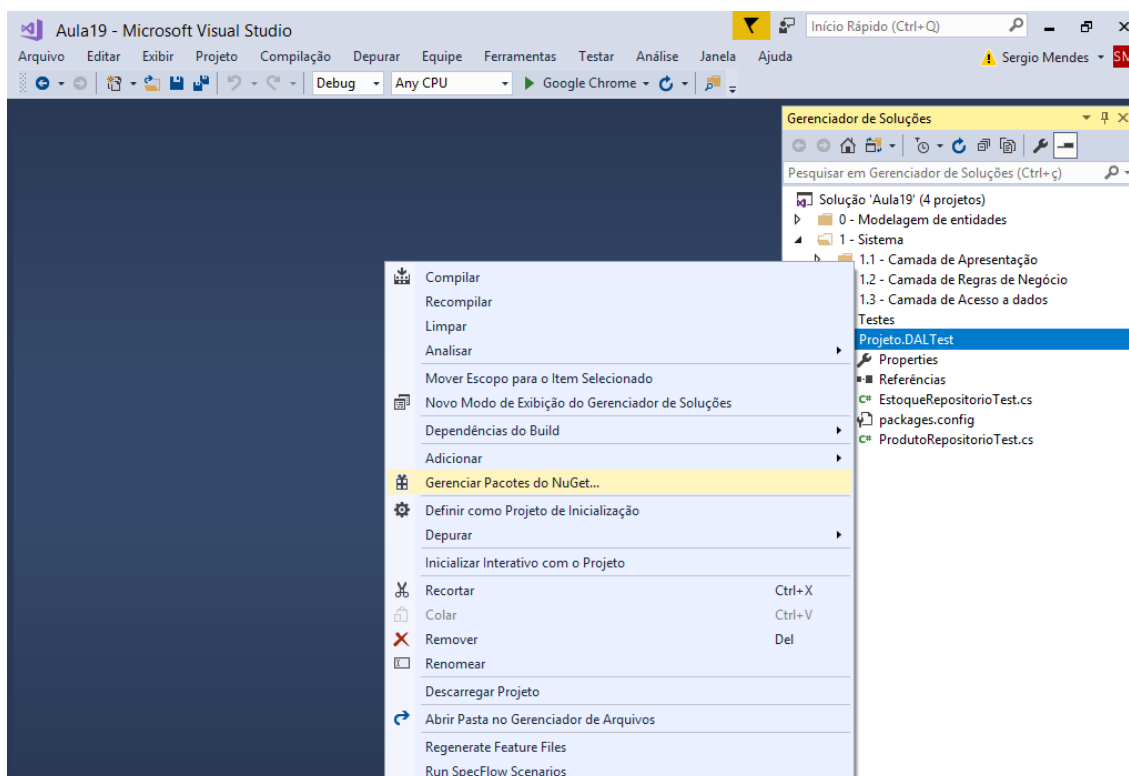 Aula19 - Microsoft Visual Studio
Início Rápido (Ctrl+Q)
Arquivo Editar Exibir Projeto Compilação Depurar Equipe Ferramentas Testar Análise Janela Ajuda
Sergio Mendes
SM
Debug Any CPU Google Chrome
Gerenciador de Soluções
Pesquisar em Gerenciador de Soluções (Ctrl+ç)
Solução 'Aula19' (4 projetos)
0 - Modelagem de entidades
1 - Sistema
1.1 - Camada de Apresentação
1.2 - Camada de Regras de Negócio
1.3 - Camada de Acesso a dados
Testes
Projeto.DALTest
Properties
Referências
C# EstoqueRepositorioTest.cs
packages.config
C# ProdutoRepositorioTest.cs
Compilar
Recompilar
Limpar
Analisar
Mover Escopo para o Item Selecionado
Novo Modo de Exibição do Gerenciador de Soluções
Dependências do Build
Adicionar
Gerenciar Pacotes do NuGet...
Definir como Projeto de Inicialização
Depurar
Inicializar Interativo com o Projeto
Recortar Ctrl+X
Colar Ctrl+V
Remover Del
Renomear
Descarregar Projeto
Abrir Pasta no Gerenciador de Arquivos
Regenerate Feature Files
Run SpecFlow Scenarios